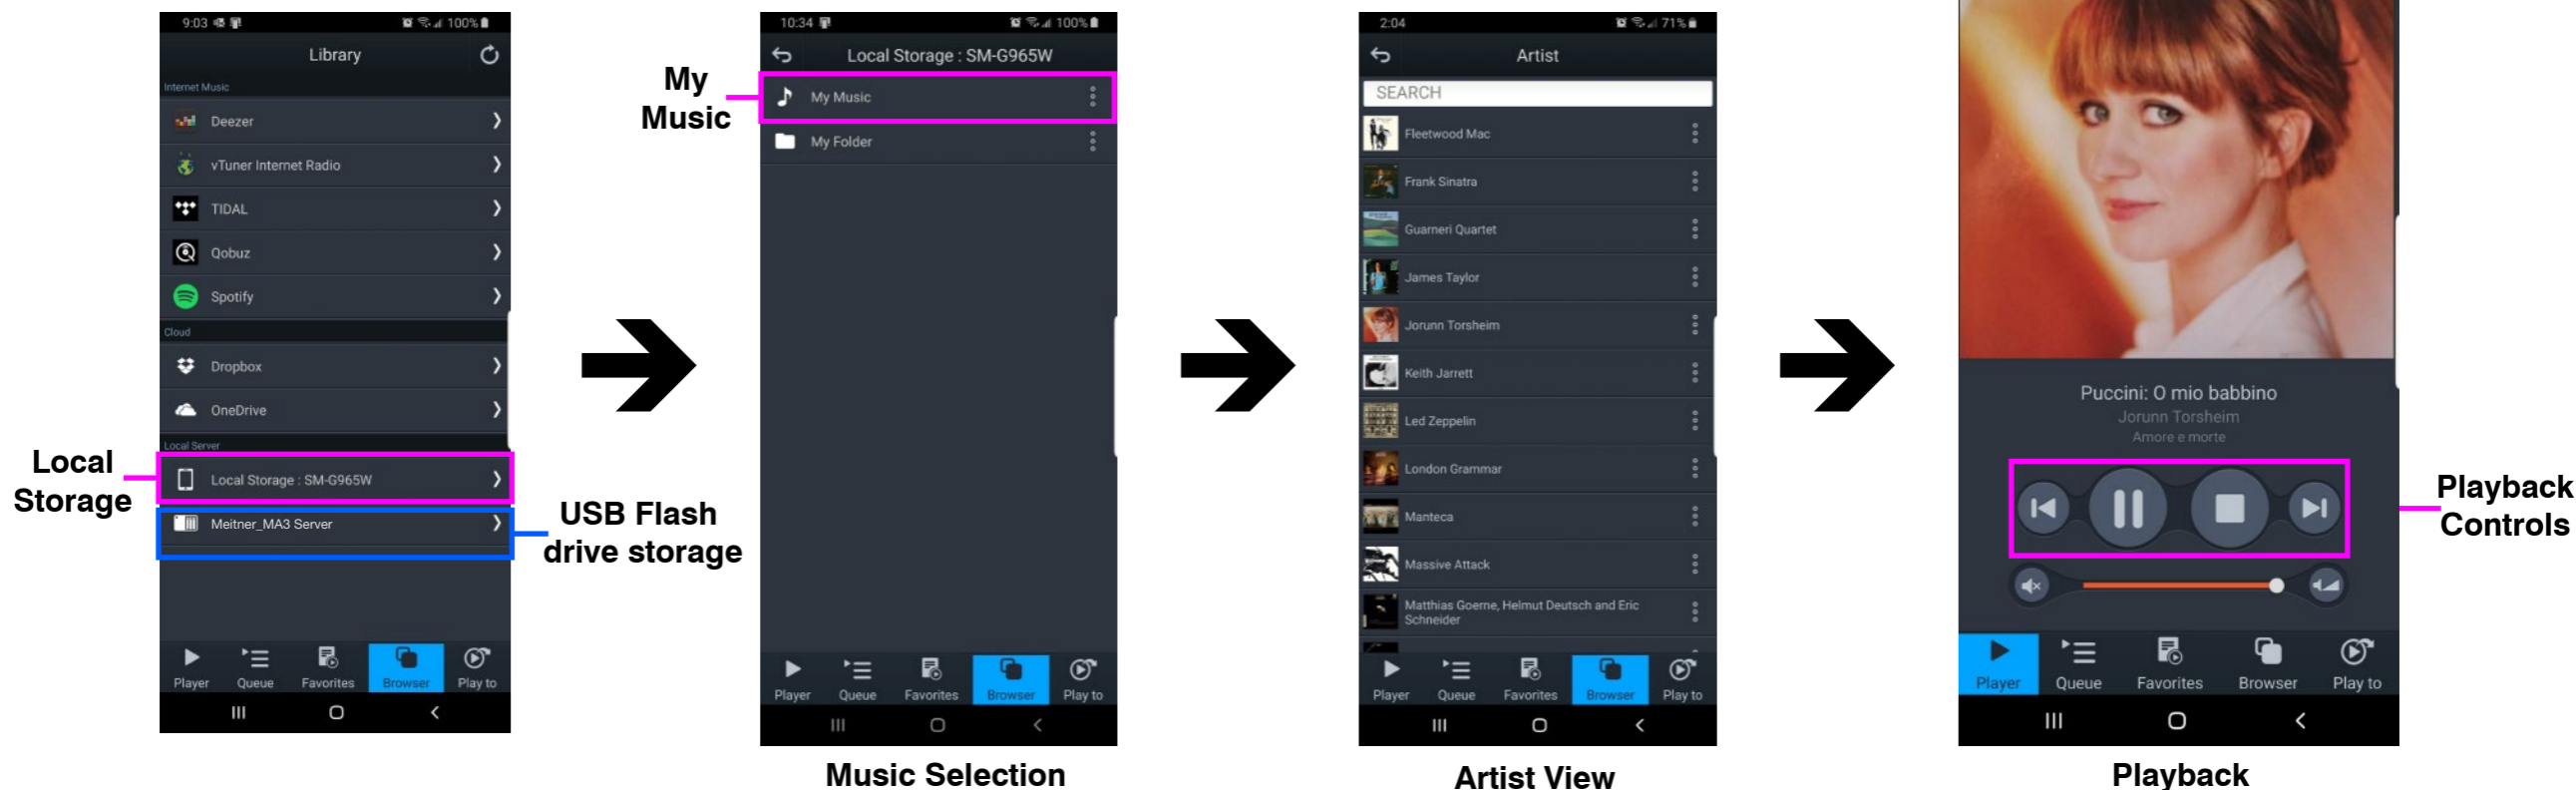 9:03
100%
Library
Internet Music
Deezer
vTuner Internet Radio
TIDAL
Qobuz
Spotify
Cloud
Dropbox
OneDrive
Local Server
Local Storage : SM-G965W
Meitner_MA3 Server
Player Queue Favorites Browser Play to
Local
Storage
USB Flash
drive storage
10:34
100%
Local Storage : SM-G965W
My Music
My Folder
Player Queue Favorites Browser Play to
My
Music
Music Selection
2:04
71%
Artist
SEARCH
Fleetwood Mac
Frank Sinatra
Guarneri Quartet
James Taylor
Jorunn Torsheim
Keith Jarrett
Led Zeppelin
London Grammar
Manteca
Massive Attack
Matthias Goerne, Helmut Deutsch and Eric
Schneider
Player Queue Favorites Browser Play to
Artist View
Puccini: O mio babbino
Jorunn Torsheim
Amore e morte
Player Queue Favorites Browser Play to
Playback
Controls
Playback